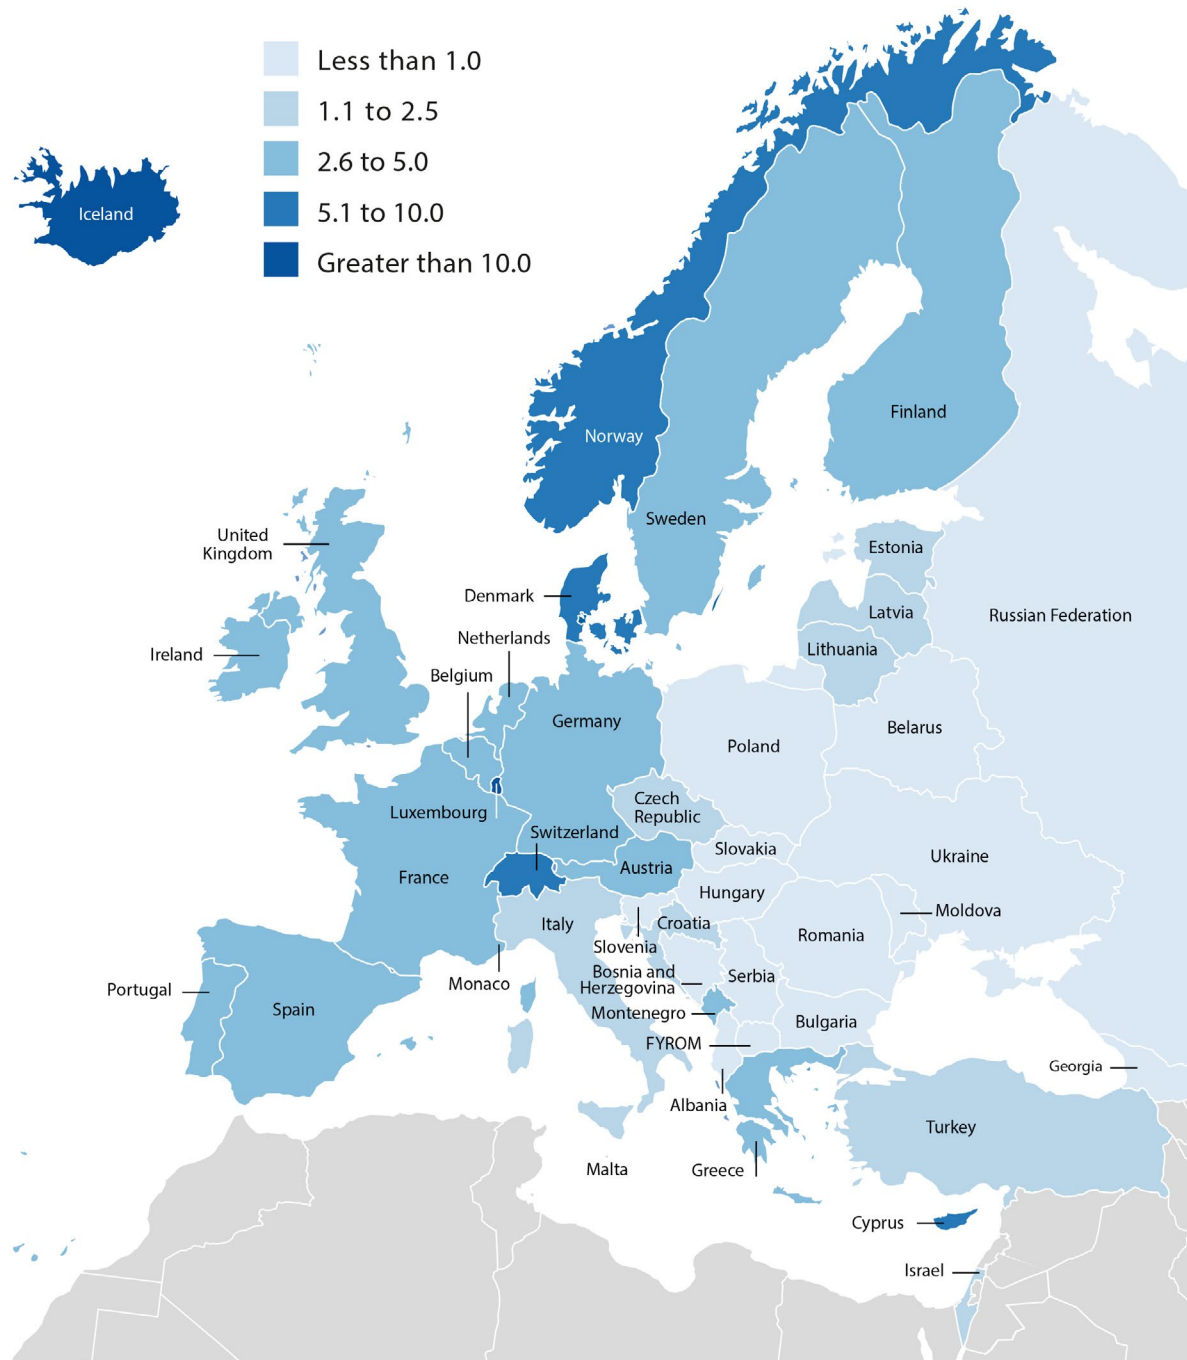 Less than 1.0
1.1 to 2.5
2.6 to 5.0
5.1 to 10.0
Greater than 10.0
Iceland
Finland
Norway
Sweden
United
Kingdom
Estonia
Denmark
Latvia
Russian Federation
Netherlands
Lithuania
Ireland
Belgium
Germany
Belarus
Poland
Czech
Republic
Luxembourg
Switzerland
Slovakia
Ukraine
Austria
France
Hungary
Moldova
Italy
Croatia
Romania
Slovenia
Bosnia and
Herzegovina
Serbia
Monaco
Portugal
Spain
Montenegro
Bulgaria
FYROM
Georgia
Albania
Turkey
Malta
Greece
Cyprus
Israel